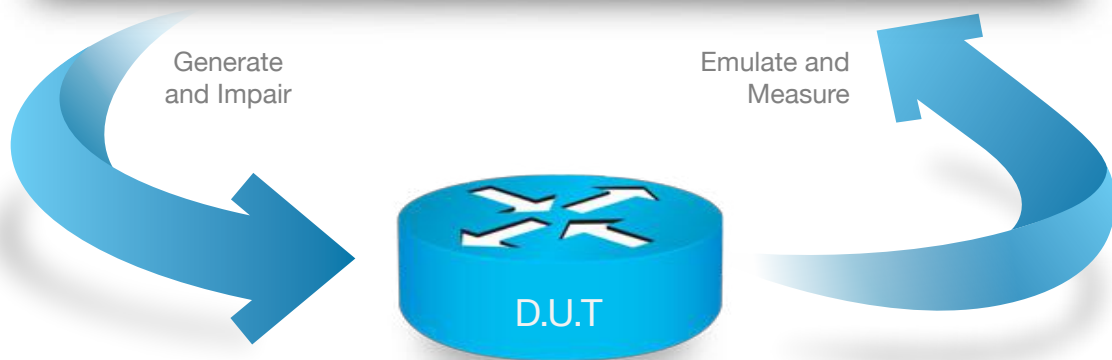 Generate
and Impair
Emulate and
Measure
D.U.T